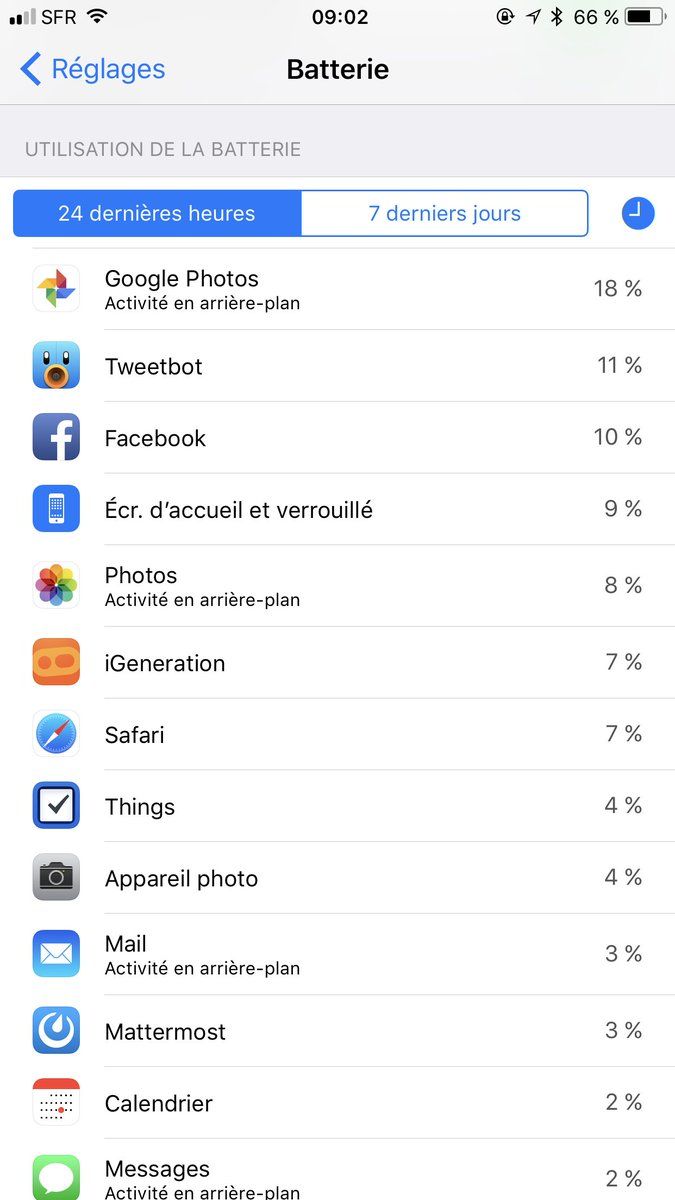 SFR 09:02 66 %
Réglages Batterie
UTILISATION DE LA BATTERIE
24 dernières heures 7 derniers jours
Google Photos 18 %
Activité en arrière-plan
Tweetbot 11 %
Facebook 10 %
Écr. d’accueil et verrouillé 9 %
Photos 8 %
Activité en arrière-plan
iGeneration 7 %
Safari 7 %
Things 4 %
Appareil photo 4 %
Mail 3 %
Activité en arrière-plan
Mattermost 3 %
Calendrier 2 %
Messages 2 %
Activité en arrière-plan